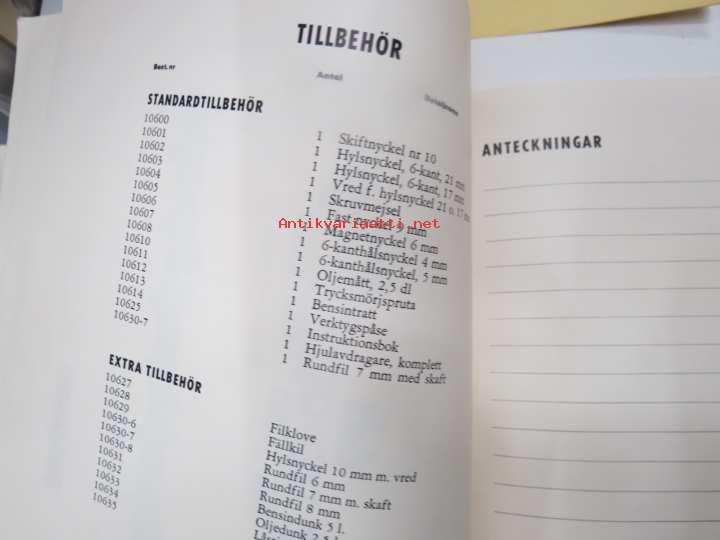 TILLBEHÖR
Best.nr Antal
STANDARDTILLBEHÖR
10600 1 Skiftnyckel nr 10
10601 1 Hylsnyckel, 6-kant, 21 mm
10602 1 Hylsnyckel, 6-kant, 17 mm
10603 1 Vred f. hylsnyckel 21 o. 17 mm
10604 1 Skruvmejsel
10605 1 Fast nyckel 9 mm
10606 1 Magnetnyckel 6 mm
10607 1 6-kanthålsnyckel 4 mm
10608 1 6-kanthålsnyckel, 5 mm
10610 1 Oljemått, 2,5 dl
10611 1 Trycksmörjspruta
10612 1 Bensintratt
10613 1 Verktygspåse
10614 1 Instruktionsbok
10625 1 Hjulavdragare, komplett
10630-7 1 Rundfil 7 mm med skaft
EXTRA TILLBEHÖR
10627 Filklove
10628 Fällkil
10629 Hylsnyckel 10 mm m. vred
10630-6 Rundfil 6 mm
10630-7 Rundfil 7 mm m. skaft
10630-8 Rundfil 8 mm
10631 Bensindunk 5 l.
10632 Oljedunk 2,5 l
10633
10634
10635
ANTECKNINGAR
Antikvariaatti.net